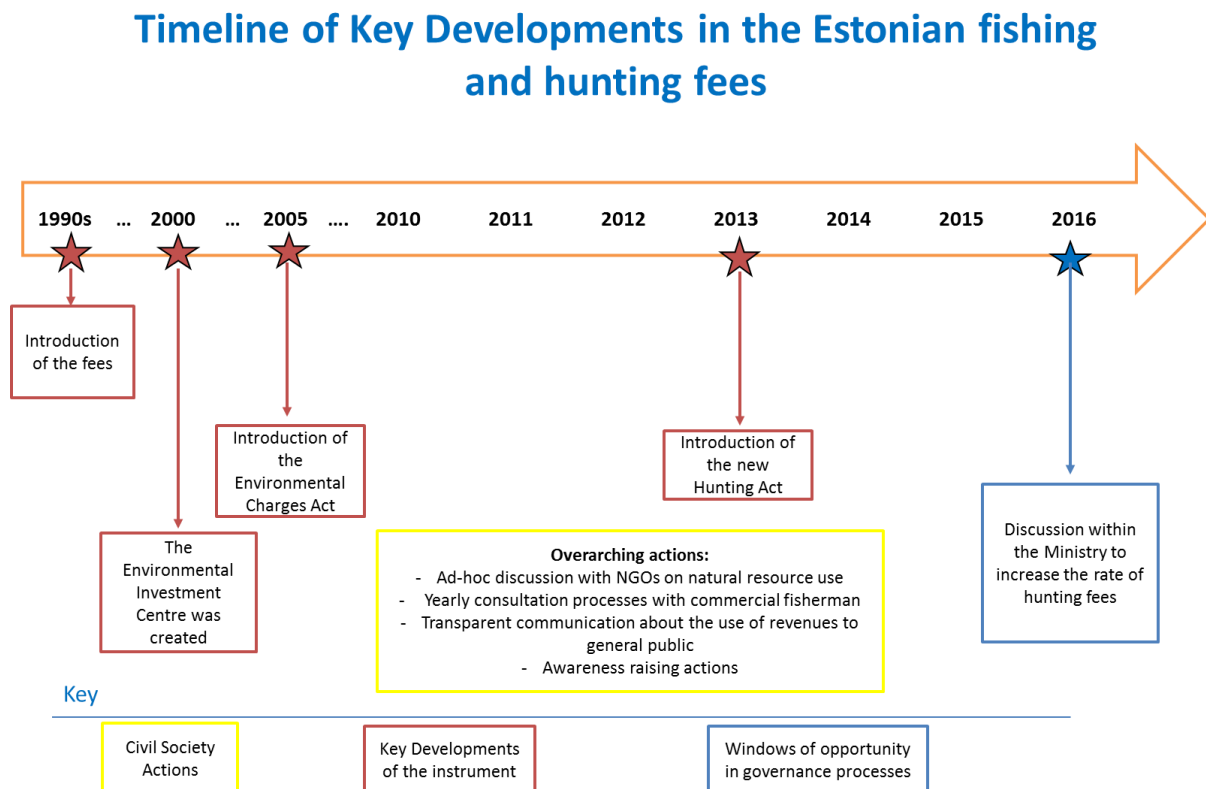 Timeline of Key Developments in the Estonian fishing
and hunting fees
1990s ... 2000 ... 2005 .... 2010 2011 2012 2013 2014 2015 2016
Introduction
of the fees
The
Environmental
Investment
Centre was
created
Introduction of
the
Environmental
Charges Act
Introduction of
the new
Hunting Act
Discussion within
the Ministry to
increase the rate of
hunting fees
Overarching actions:
- Ad-hoc discussion with NGOs on natural resource use
- Yearly consultation processes with commercial fisherman
- Transparent communication about the use of revenues to
general public
- Awareness raising actions
Key
Civil Society
Actions
Key Developments
of the instrument
Windows of opportunity
in governance processes